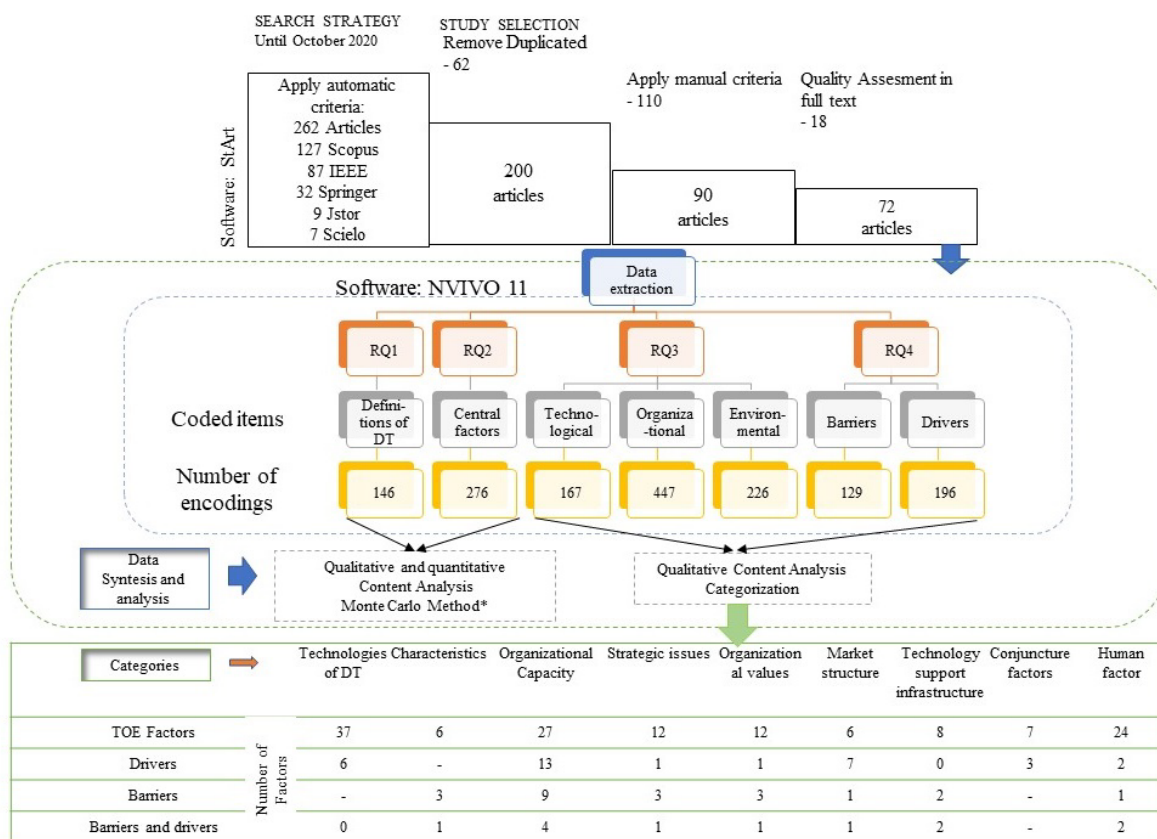 SEARCH STRATEGY
Until October 2020
STUDY SELECTION
Remove Duplicated
- 62
Apply manual criteria
- 110
Quality Assesment in
full text
- 18
Software: StArt
Apply automatic
criteria:
262 Articles
127 Scopus
87 IEEE
32 Springer
9 Jstor
7 Scielo
200
articles
90
articles
72
articles
Software: NVIVO 11
Data
extraction
RQ1
RQ2
RQ3
RQ4
Coded items
Defini-
tions of
DT
Central
factors
Techno-
logical
Organiza
-tional
Environ-
mental
Barriers
Drivers
Number of
encodings
146
276
167
447
226
129
196
Data
Syntesis and
analysis
Qualitative and quantitative
Content Analysis
Monte Carlo Method*
Qualitative Content Analysis
Categorization
Categories
Technologies
of DT
Characteristics
Organizational
Capacity
Strategic issues
Organization
al values
Market
structure
Technology
support
infrastructure
Conjuncture
factors
Human
factor
Number of
Factors
TOE Factors 37 6 27 12 12 6 8 7 24
Drivers 6 - 13 1 1 7 0 3 2
Barriers - 3 9 3 3 1 2 - 1
Barriers and drivers 0 1 4 1 1 1 2 - 2